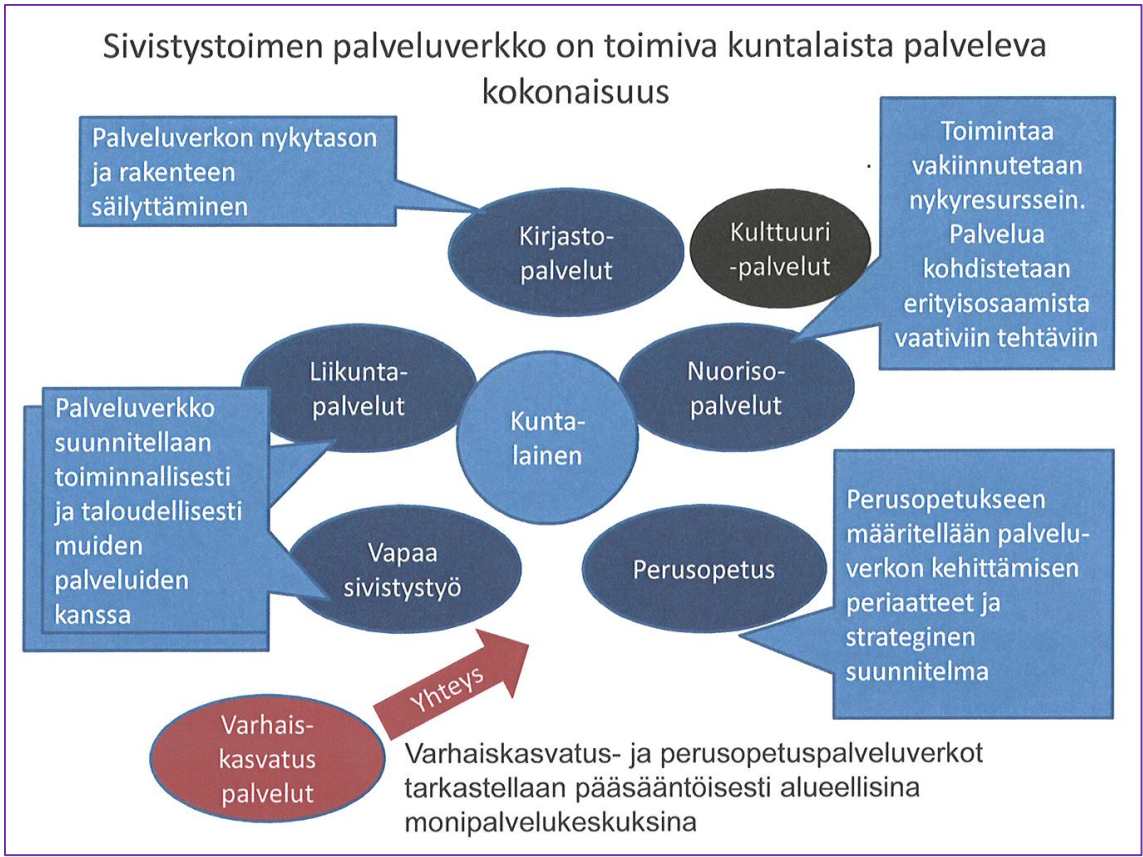 Sivistystoimen palveluverkko on toimiva kuntalaista palveleva
kokonaisuus
Palveluverkon nykytason
ja rakenteen
säilyttäminen
Toimintaa
vakiinnutetaan
nykyresurssein.
Palvelua
kohdistetaan
erityisosaamista
vaativiin tehtäviin
Kirjasto-
palvelut
Kulttuuri
-palvelut
Liikunta-
palvelut
Kunta-
lainen
Nuoriso-
palvelut
Palveluverkko
suunnitellaan
toiminnallisesti
ja taloudellisesti
muiden
palveluiden
kanssa
Vapaa
sivistystyö
Perusopetus
Perusopetukseen
määritellään palvelu-
verkon kehittämisen
periaatteet ja
strateginen
suunnitelma
Yhteys
Varhais-
kasvatus
palvelut
Varhaiskasvatus- ja perusopetuspalveluverkot
tarkastellaan pääsääntöisesti alueellisina
monipalvelukeskuksina